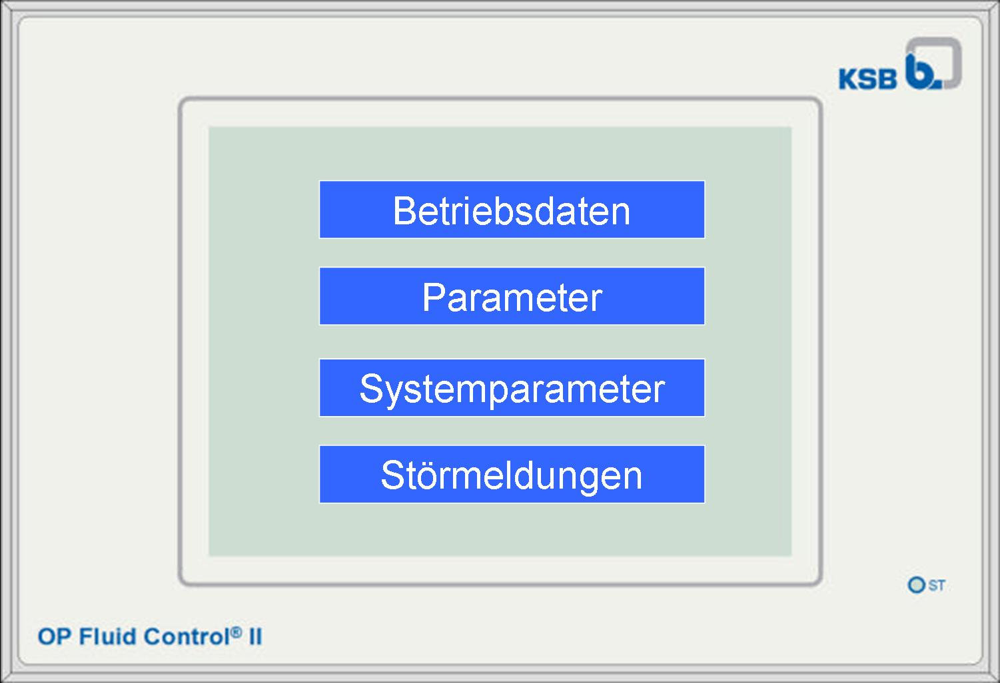 KSB b.
Betriebsdaten
Parameter
Systemparameter
Störmeldungen
ST
OP Fluid Control® II